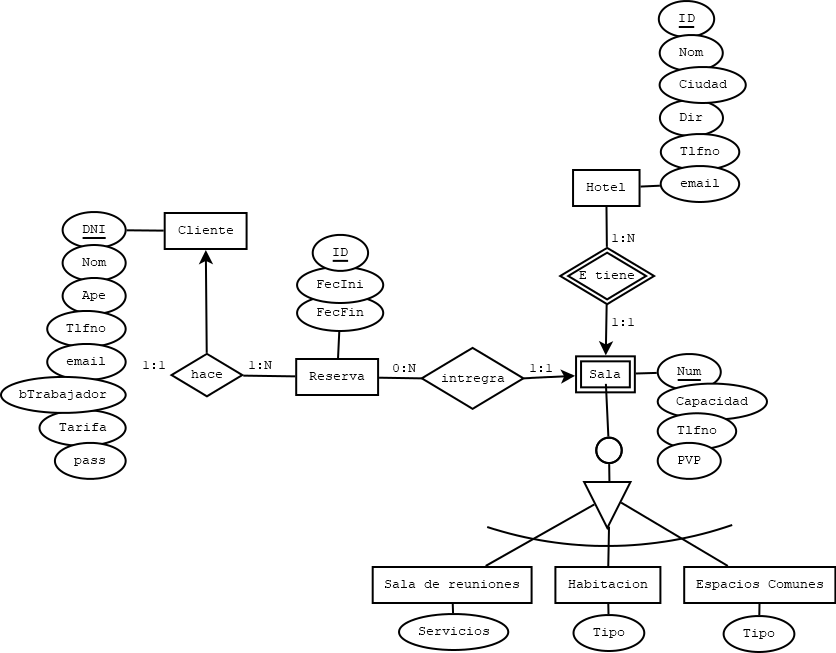 ID
Nom
Ciudad
Dir
Tlfno
Hotel
email
DNI
Cliente
Nom
Ape
Tlfno
email
bTrabajador
Tarifa
pass
1:1
hace
1:N
ID
FecIni
FecFin
Reserva
0:N
intregra
1:1
1:N
E tiene
1:1
Sala
Num
Capacidad
Tlfno
PVP
Sala de reuniones
Habitacion
Espacios Comunes
Servicios
Tipo
Tipo